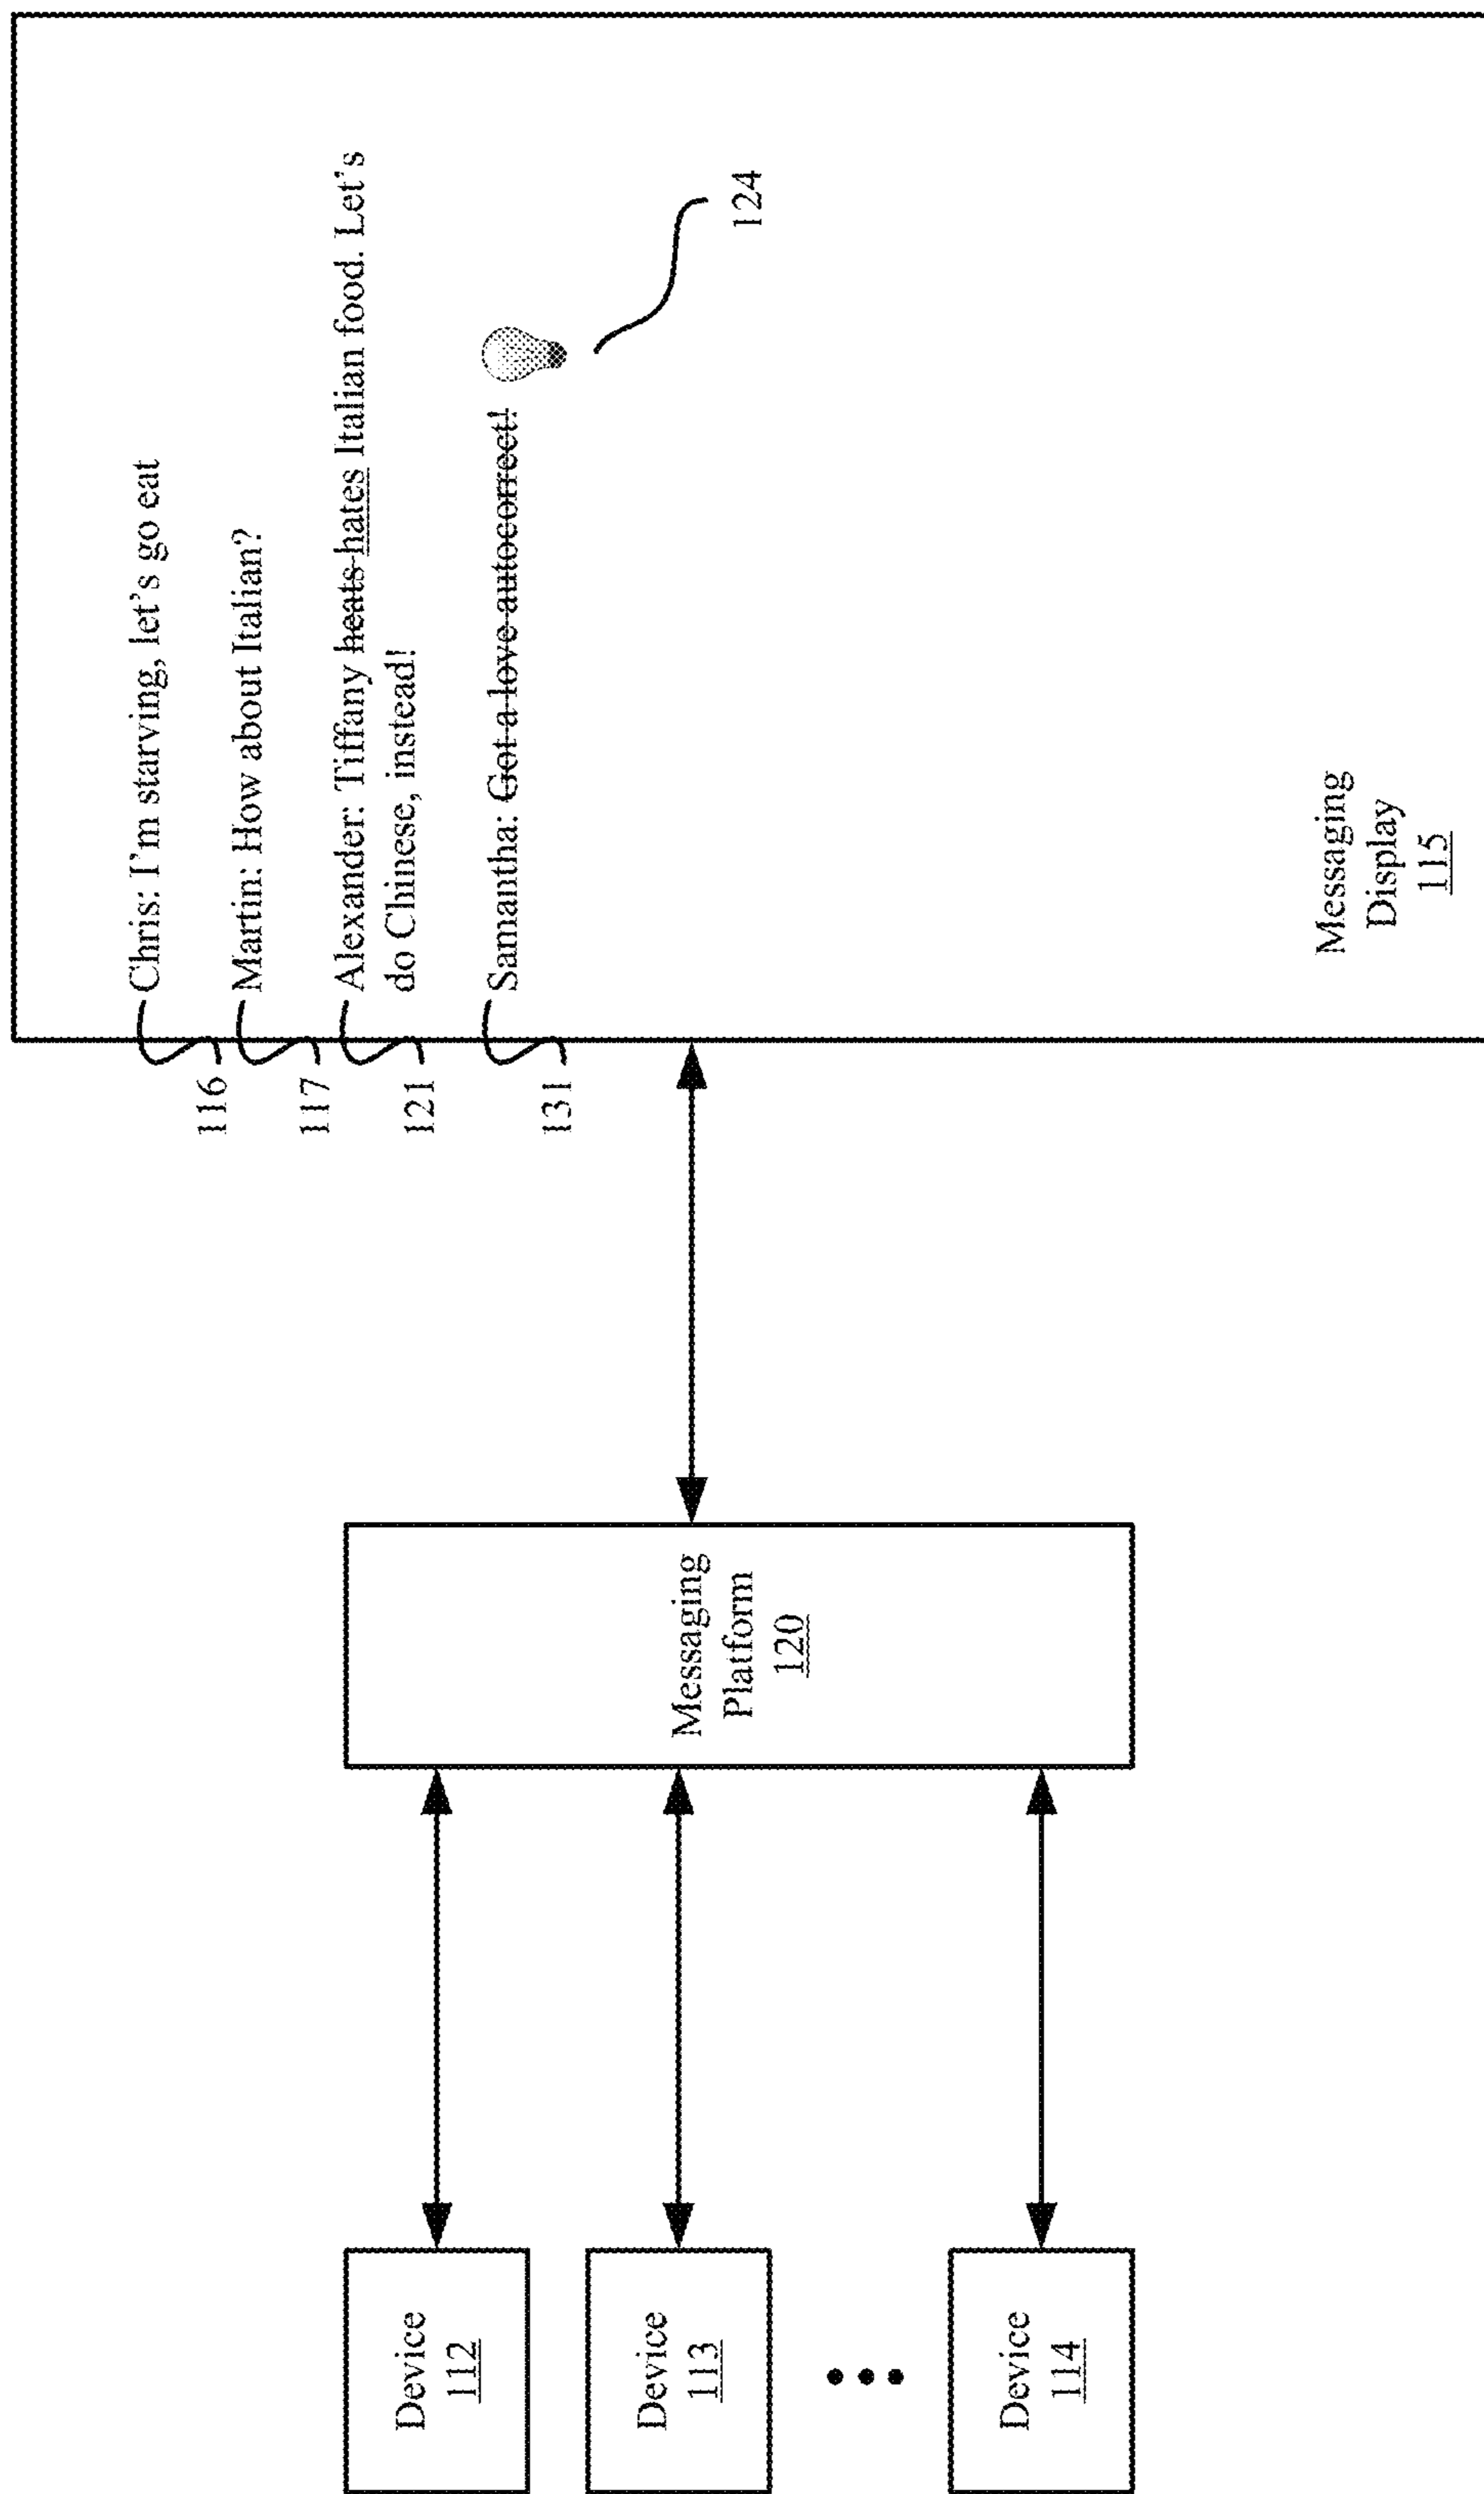 Device
112
Device
113
Device
114
Messaging
Platform
120
116
117
121
131
Chris: I'm starving, let's go eat
Martin: How about Italian?
Alexander: Tiffany heats hates Italian food. Let's
do Chinese, instead!
Samantha: Got a love autocorrect!
124
Messaging
Display
115